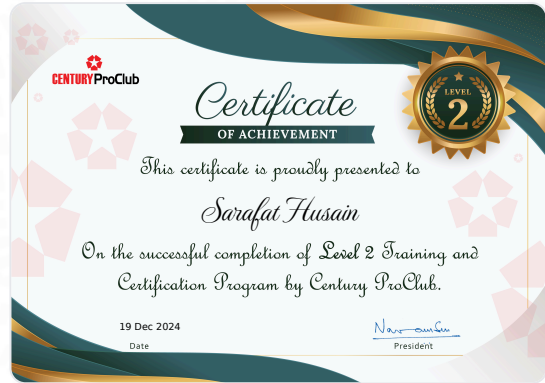 CENTURY ProClub
Certificate
OF ACHIEVEMENT
LEVEL
2
This certificate is proudly presented to
Sarafat Husain
On the successful completion of Level 2 Training and
Certification Program by Century ProClub.
19 Dec 2024
Date
President